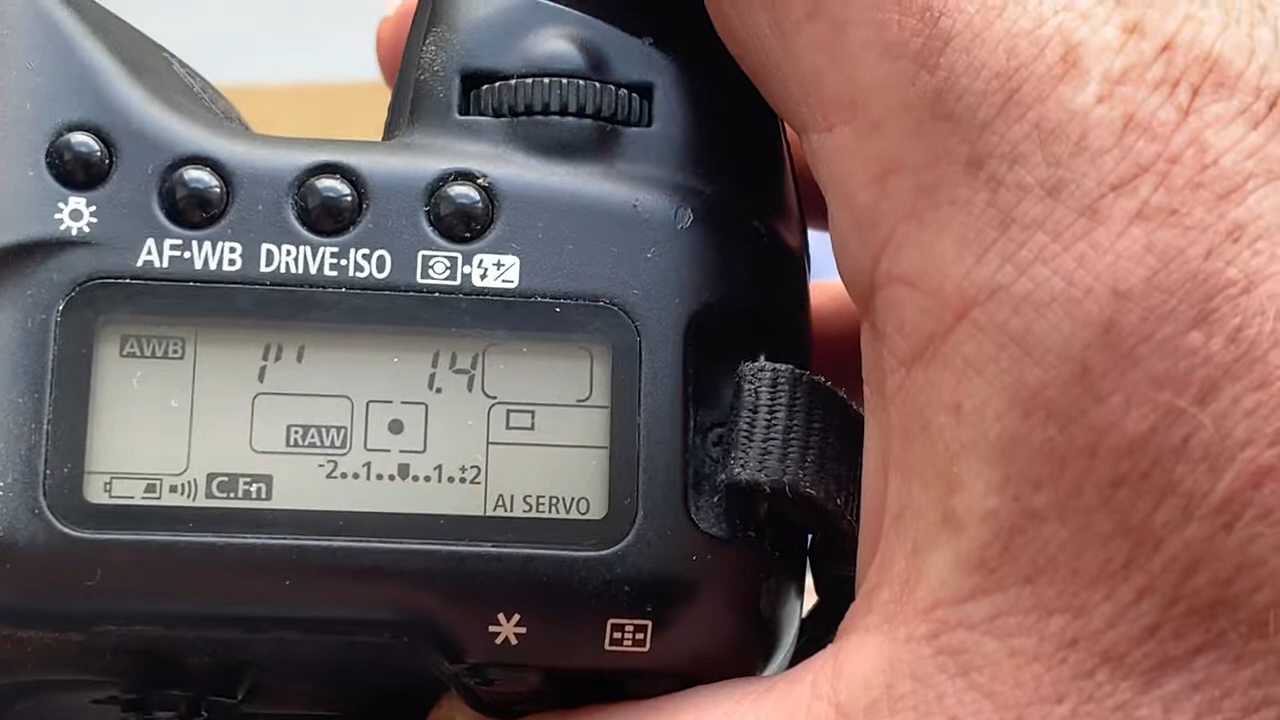 AF•WB DRIVE•ISO
AWB 1" 1.4
RAW
-2..1..▼..1..+2
C.Fn
AI SERVO